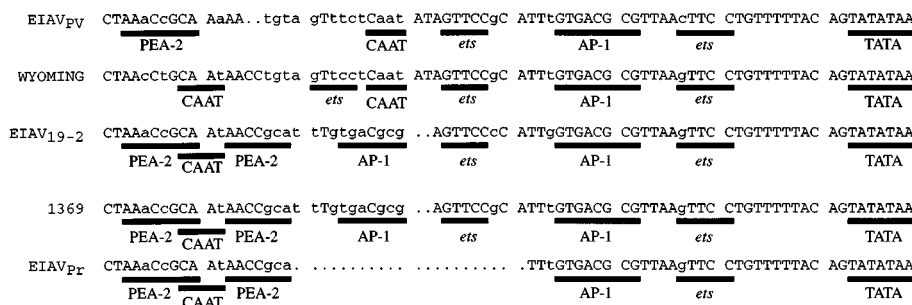 EIAVPV CTAAaCcGCA AaAA..tgta gTttctCaat ATAGTTCCgC ATTtGTGACG CGTTAAcTTC CTGTTTTTAC AGTATATAA
PEA-2 CAAT ets AP-1 ets TATA
WYOMING CTAAcCtGCA AtAACCtgta gTtcctCaat ATAGTTCCgC ATTtGTGACG CGTTAAgTTC CTGTTTTTAC AGTATATAA
CAAT ets CAAT ets AP-1 ets TATA
EIAV19-2 CTAAaCcGCA AtAACCgcat tTgtgaCgcg ..AGTTCCcC ATTgGTGACG CGTTAAgTTC CTGTTTTTAC AGTATATAA
PEA-2 CAAT PEA-2 AP-1 ets AP-1 ets TATA
1369 CTAAaCcGCA AtAACCgcat tTgtgaCgcg ..AGTTCCgC ATTtGTGACG CGTTAAgTTC CTGTTTTTAC AGTATATAA
PEA-2 CAAT PEA-2 AP-1 ets AP-1 ets TATA
EIAVPr CTAAaCcGCA AtAACCgca. .......... .......... .TTtGTGACG CGTTAAgTTC CTGTTTTTAC AGTATATAA
PEA-2 CAAT PEA-2 AP-1 ets TATA